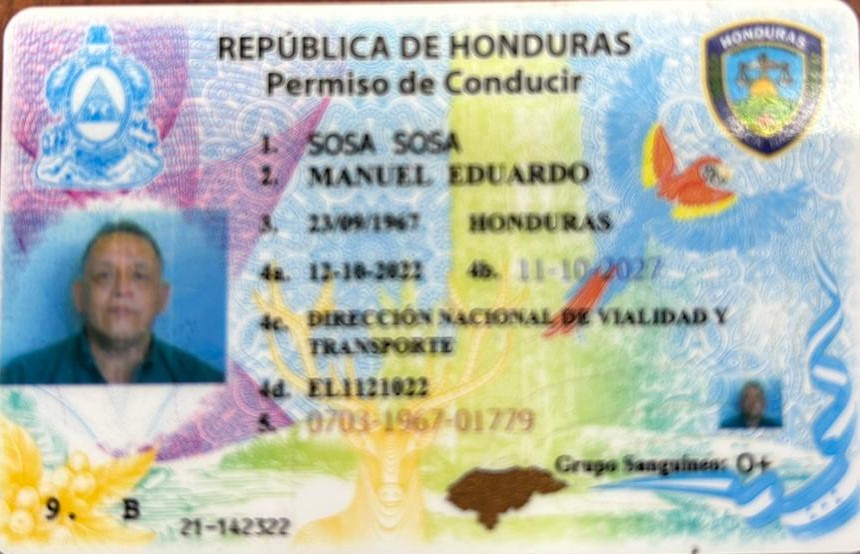 REPÚBLICA DE HONDURAS
Permiso de Conducir
HONDURAS
1. SOSA SOSA
2. MANUEL EDUARDO
3. 23/09/1967 HONDURAS
4a. 12-10-2022 4b. 11-10-2027
4c. DIRECCIÓN NACIONAL DE VIALIDAD Y
TRANSPORTE
4d. EL1121022
5. 0703-1967-01779
Grupo Sanguineo: O+
9. B
21-142322